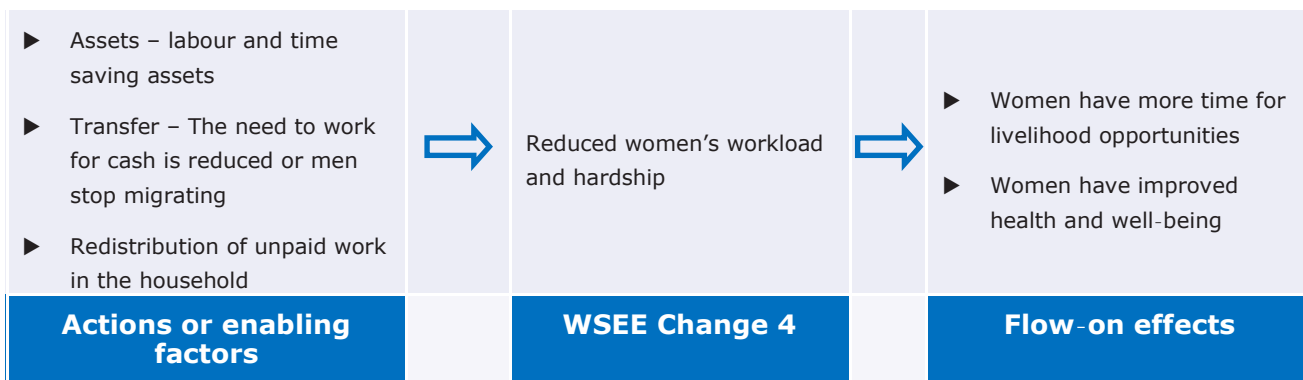 ▶ Assets – labour and time
saving assets
▶ Transfer – The need to work
for cash is reduced or men
stop migrating
▶ Redistribution of unpaid work
in the household
Reduced women's workload
and hardship
▶ Women have more time for
livelihood opportunities
▶ Women have improved
health and well-being
Actions or enabling
factors
WSEE Change 4
Flow-on effects